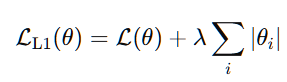 ℒ_L1(θ) = ℒ(θ) + λ ∑_i |θ_i|